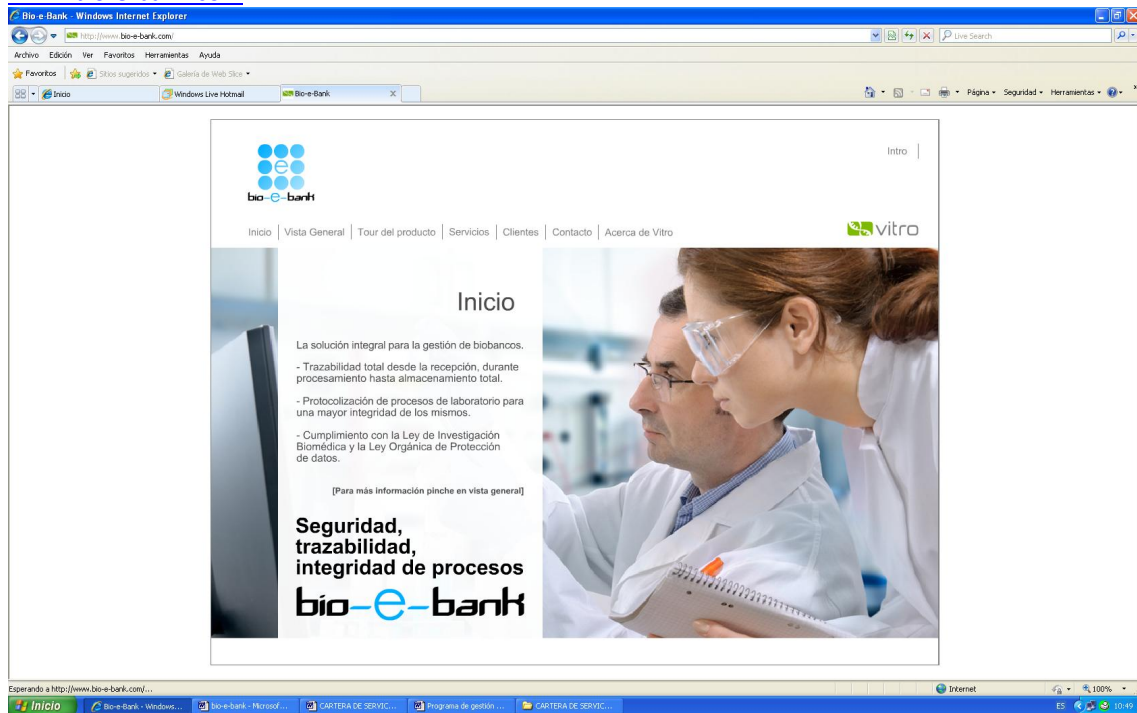 Bio-e-Bank - Windows Internet Explorer
http://www.bio-e-bank.com/
Live Search
Archivo Edición Ver Favoritos Herramientas Ayuda
Favoritos Sitios sugeridos Galería de Web Slice
Inicio Windows Live Hotmail Bio-e-Bank X Página Seguridad Herramientas
Intro
e
bio-e-bank
Inicio Vista General Tour del producto Servicios Clientes Contacto Acerca de Vitro
vitro
Inicio
La solución integral para la gestión de biobancos.
- Trazabilidad total desde la recepción, durante
procesamiento hasta almacenamiento total.
- Protocolización de procesos de laboratorio para
una mayor integridad de los mismos.
- Cumplimiento con la Ley de Investigación
Biomédica y la Ley Orgánica de Protección
de datos.
[Para más información pinche en vista general]
Seguridad,
trazabilidad,
integridad de procesos
bio-e-bank
Esperando a http://www.bio-e-bank.com/... Internet 100%
Inicio Bio-e-Bank - Windows... bio-e-bank - Microsof... CARTERA DE SERVIC... Programa de gestión ... CARTERA DE SERVIC... ES 10:49